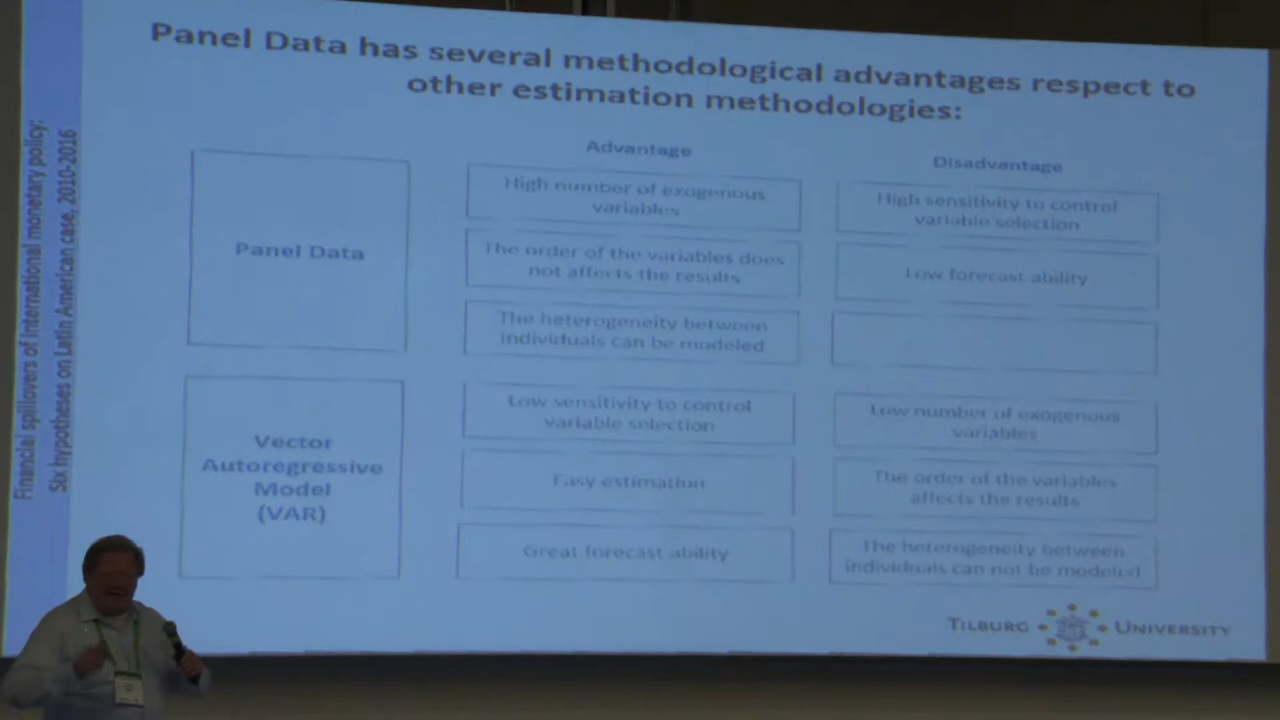 Panel Data has several methodological advantages respect to
other estimation methodologies:
Financial spillovers of international monetary policy:
Six hypotheses on Latin American case, 2010-2016
Advantage
Disadvantage
Panel Data
High number of exogenous
variables
High sensitivity to control
variable selection
The order of the variables does
not affects the results
Low forecast ability
The heterogeneity between
individuals can be modeled
Vector
Autoregressive
Model
(VAR)
Low sensitivity to control
variable selection
Low number of exogenous
variables
Easy estimation
The order of the variables
affects the results
Great forecast ability
The heterogeneity between
individuals can not be modeled
TILBURG UNIVERSITY